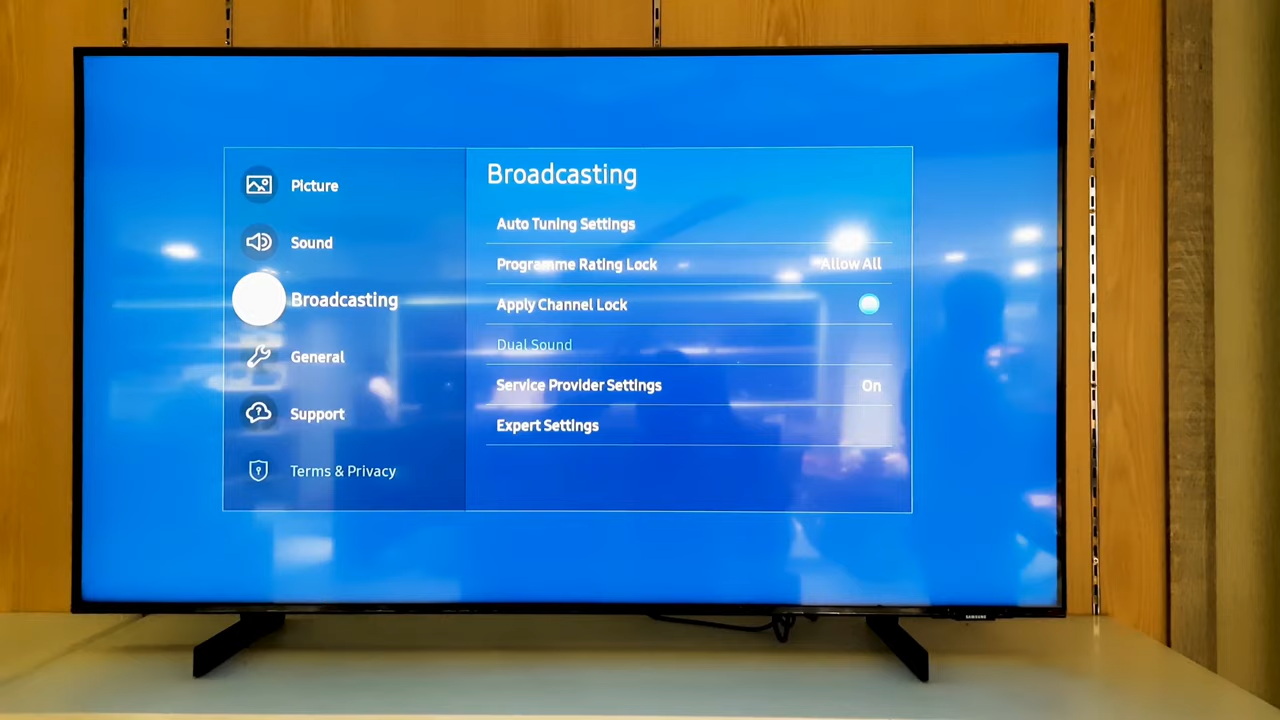 Picture
Sound
Broadcasting
General
Support
Terms & Privacy
Broadcasting
Auto Tuning Settings
Programme Rating Lock Allow All
Apply Channel Lock
Dual Sound
Service Provider Settings On
Expert Settings
SAMSUNG